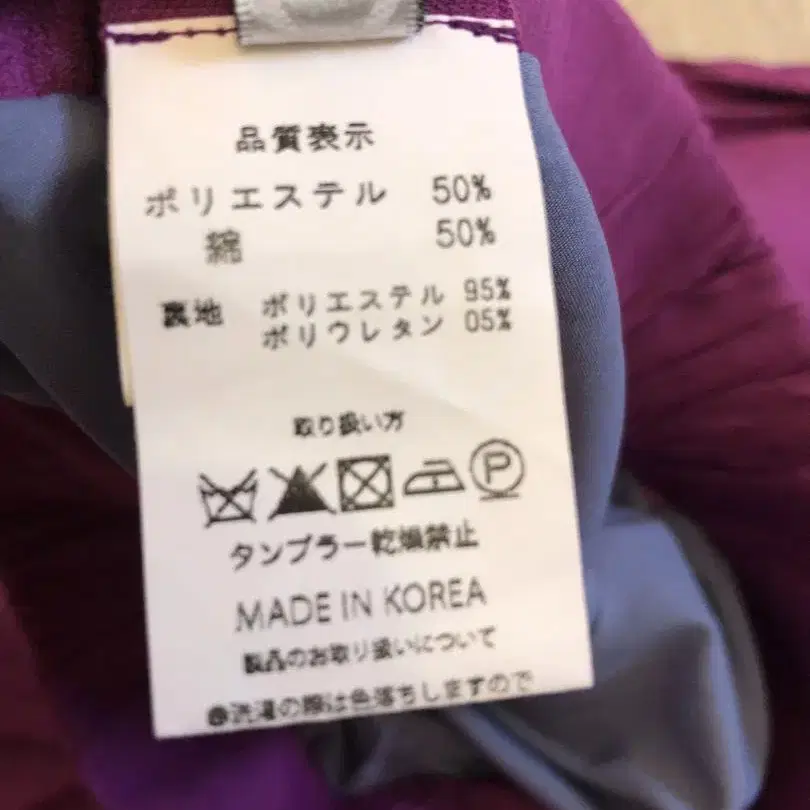 品質表示
ポリエステル 50%
綿 50%
裏地 ポリエステル 95%
ポリウレタン 05%
取り扱い方
P
タンブラー乾燥禁止
MADE IN KOREA
製品のお取り扱いについて
●洗濯の際は色落ちしますので